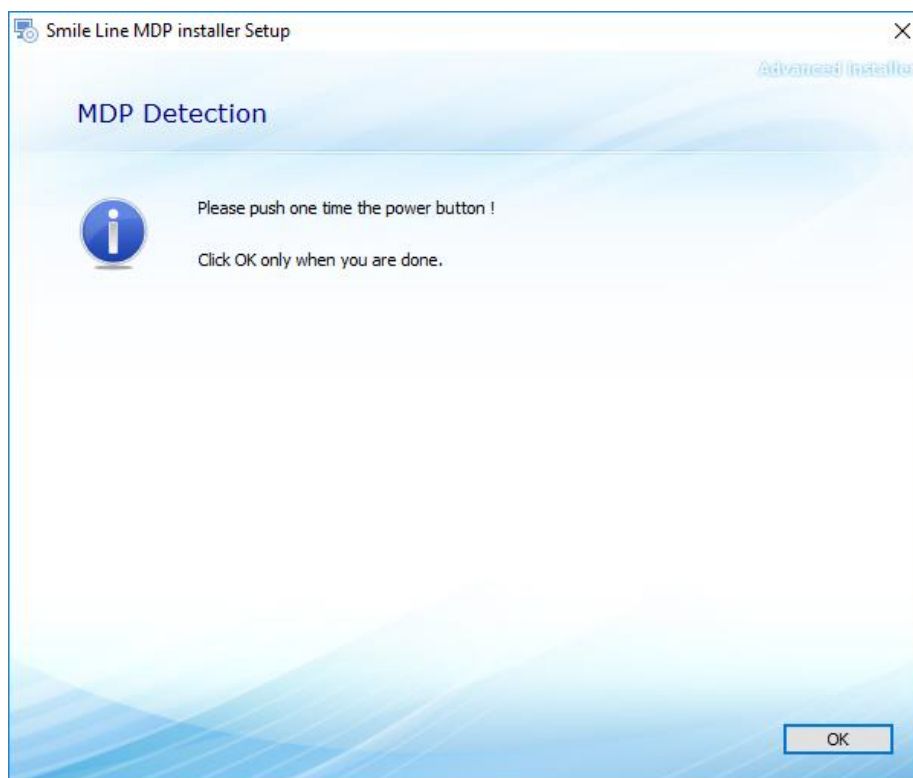 Smile Line MDP installer Setup
Advanced Installer
MDP Detection
Please push one time the power button !
Click OK only when you are done.
OK